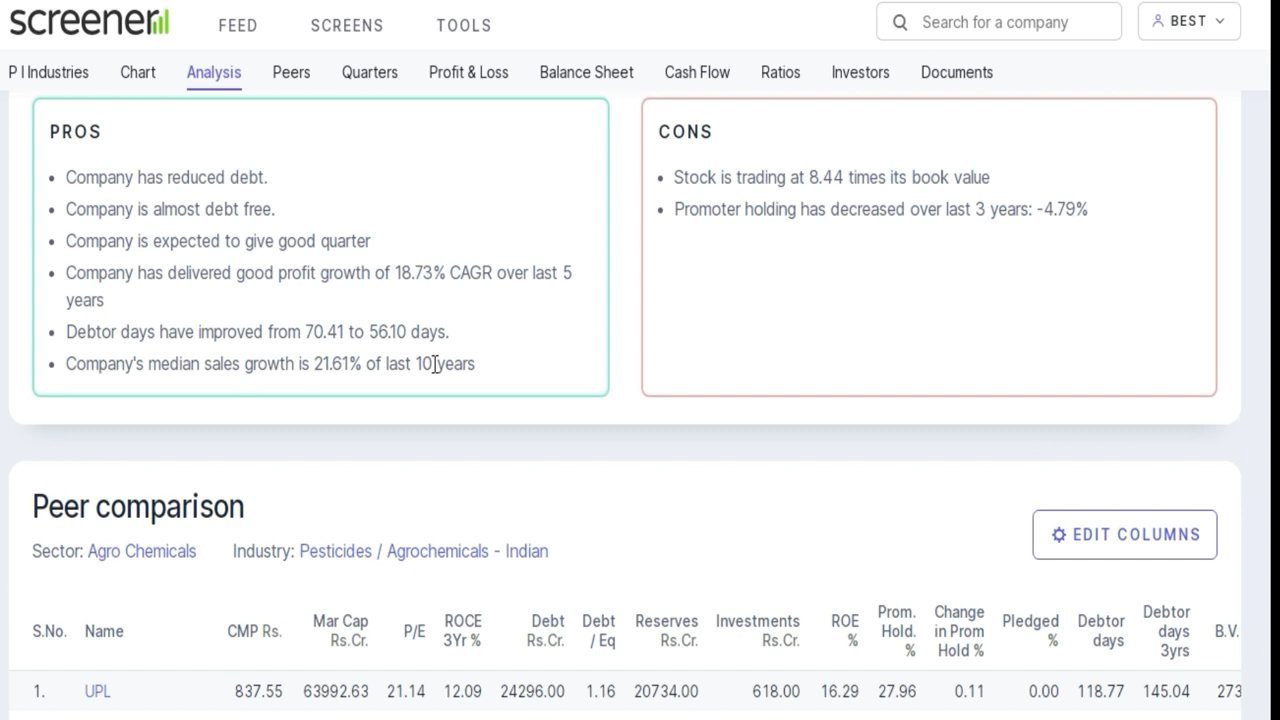 screener
FEED SCREENS TOOLS
Search for a company
BEST
P I Industries Chart Analysis Peers Quarters Profit & Loss Balance Sheet Cash Flow Ratios Investors Documents
PROS
• Company has reduced debt.
• Company is almost debt free.
• Company is expected to give good quarter
• Company has delivered good profit growth of 18.73% CAGR over last 5
years
• Debtor days have improved from 70.41 to 56.10 days.
• Company's median sales growth is 21.61% of last 10 years
CONS
• Stock is trading at 8.44 times its book value
• Promoter holding has decreased over last 3 years: -4.79%
Peer comparison
Sector: Agro Chemicals Industry: Pesticides / Agrochemicals - Indian
EDIT COLUMNS
S.No. Name CMP Rs. Mar Cap Rs.Cr. P/E ROCE 3Yr % Debt Rs.Cr. Debt / Eq Reserves Rs.Cr. Investments Rs.Cr. ROE % Prom. Hold. % Change in Prom Hold % Pledged % Debtor days Debtor days 3yrs B.V.
1. UPL 837.55 63992.63 21.14 12.09 24296.00 1.16 20734.00 618.00 16.29 27.96 0.11 0.00 118.77 145.04 273